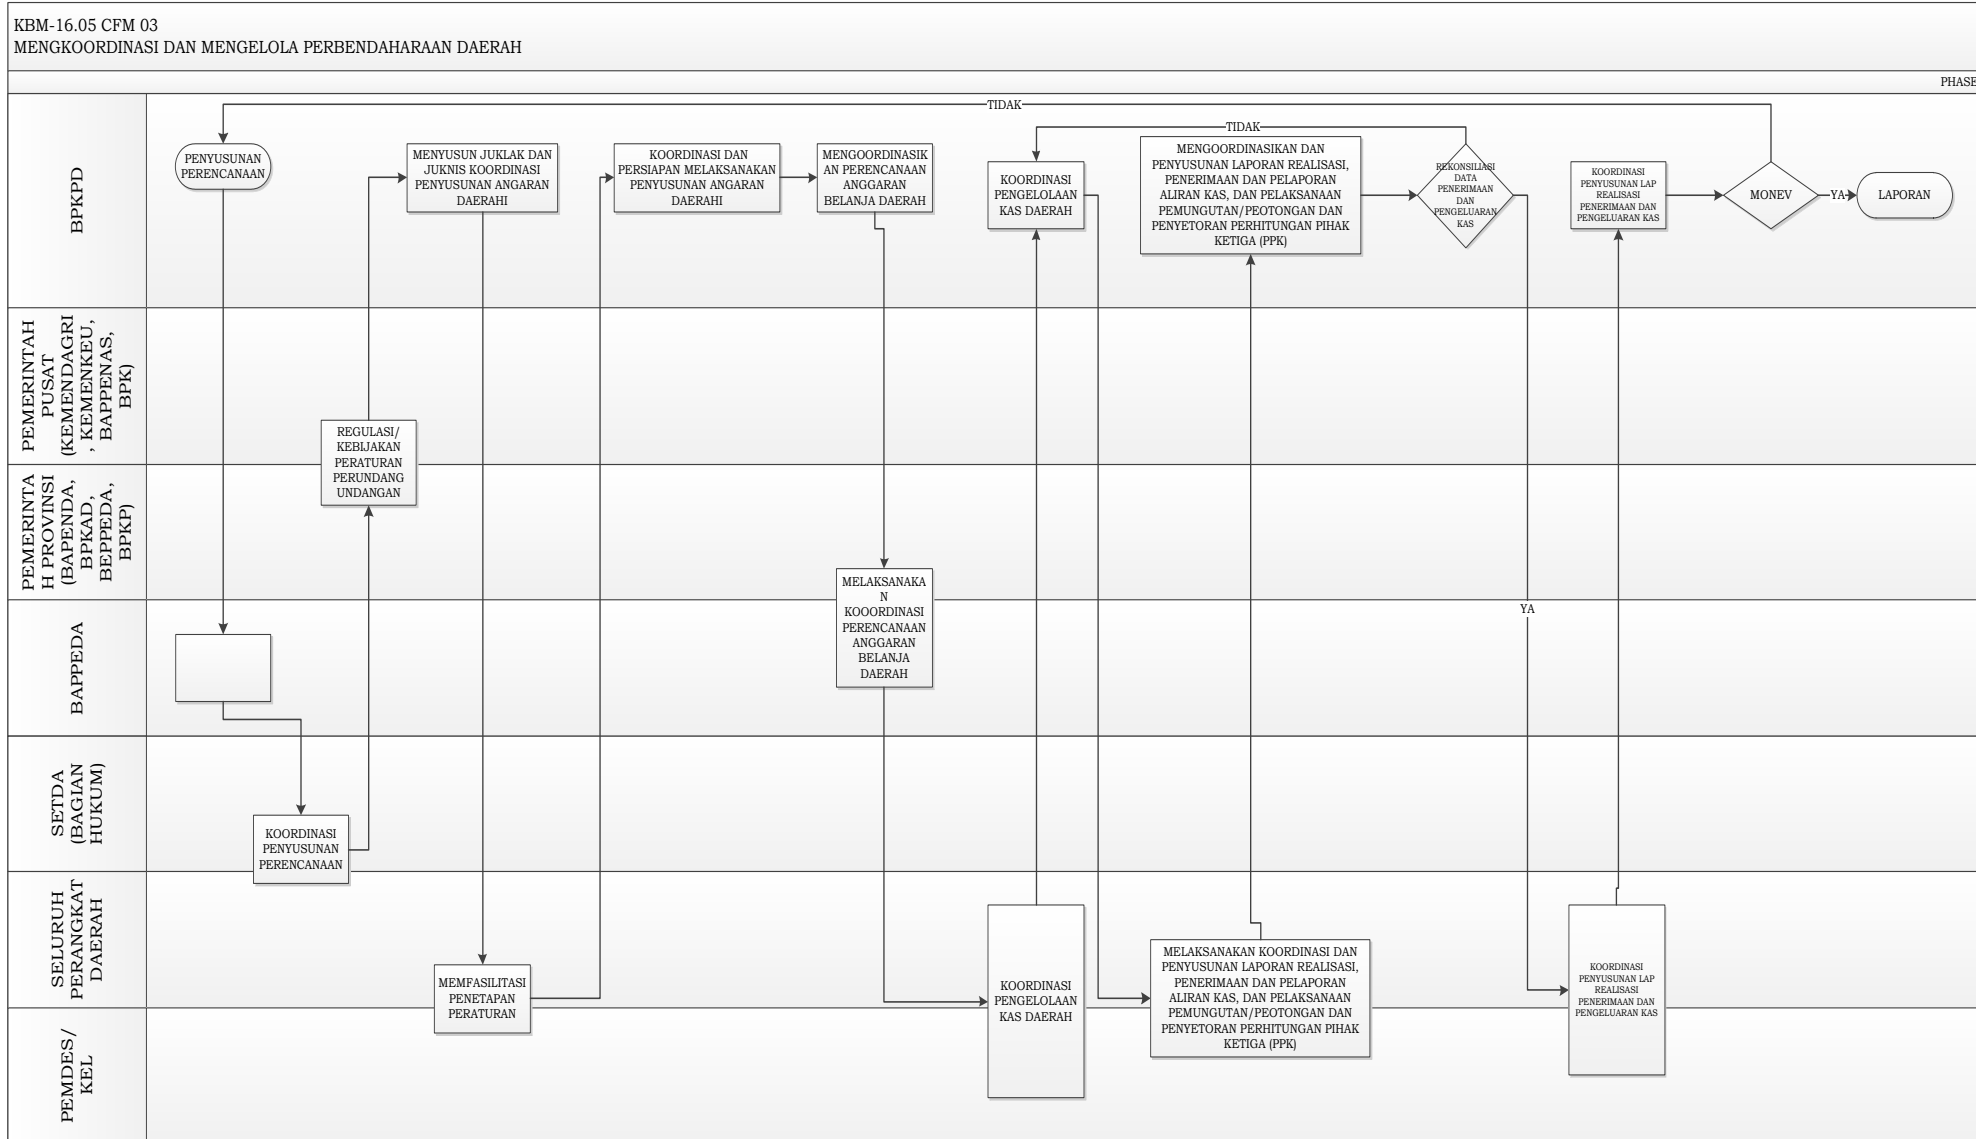 KBM-16.05 CFM 03
MENGKOORDINASI DAN MENGELOLA PERBENDAHARAAN DAERAH
PHASE
BPKPD
TIDAK
PENYUSUNAN
PERENCANAAN
MENYUSUN JUKLAK DAN
JUKNIS KOORDINASI
PENYUSUNAN ANGARAN
DAERAHI
KOORDINASI DAN
PERSIAPAN MELAKSANAKAN
PENYUSUNAN ANGARAN
DAERAHI
MENGOORDINASIK
AN PERENCANAAN
ANGGARAN
BELANJA DAERAH
TIDAK
KOORDINASI
PENGELOLAAN
KAS DAERAH
MENGOORDINASIKAN DAN
PENYUSUNAN LAPORAN REALISASI,
PENERIMAAN DAN PELAPORAN
ALIRAN KAS, DAN PELAKSANAAN
PEMUNGUTAN/PEOTONGAN DAN
PENYETORAN PERHITUNGAN PIHAK
KETIGA (PPK)
REKONSILIASI
DATA
PENERIMAAN
DAN
PENGELUARAN
KAS
KOORDINASI
PENYUSUNAN LAP
REALISASI
PENERIMAAN DAN
PENGELUARAN KAS
MONEV
YA
LAPORAN
PEMERINTAH
PUSAT
(KEMENDAGRI
, KEMENKEU,
BAPPENAS,
BPK)
REGULASI/
KEBIJAKAN
PERATURAN
PERUNDANG
UNDANGAN
PEMERINTA
H PROVINSI
(BAPENDA,
BPKAD,
BEPPEDA,
BPKP)
MELAKSANAKA
N
KOOORDINASI
PERENCANAAN
ANGGARAN
BELANJA
DAERAH
YA
BAPPEDA
SETDA
(BAGIAN
HUKUM)
KOORDINASI
PENYUSUNAN
PERENCANAAN
SELURUH
PERANGKAT
DAERAH
MEMFASILITASI
PENETAPAN
PERATURAN
KOORDINASI
PENGELOLAAN
KAS DAERAH
MELAKSANAKAN KOORDINASI DAN
PENYUSUNAN LAPORAN REALISASI,
PENERIMAAN DAN PELAPORAN
ALIRAN KAS, DAN PELAKSANAAN
PEMUNGUTAN/PEOTONGAN DAN
PENYETORAN PERHITUNGAN PIHAK
KETIGA (PPK)
KOORDINASI
PENYUSUNAN LAP
REALISASI
PENERIMAAN DAN
PENGELUARAN KAS
PEMDES/
KEL